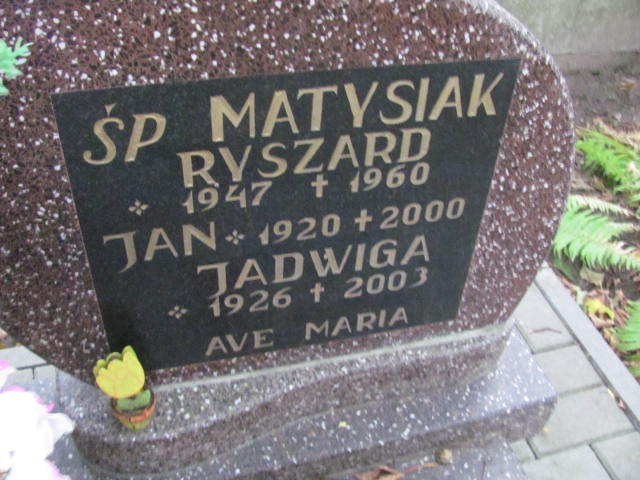 ŚP MATYSIAK
RYSZARD
* 1947 ✝ 1960
JAN * 1920 ✝ 2000
JADWIGA
* 1926 ✝ 2003
AVE MARIA